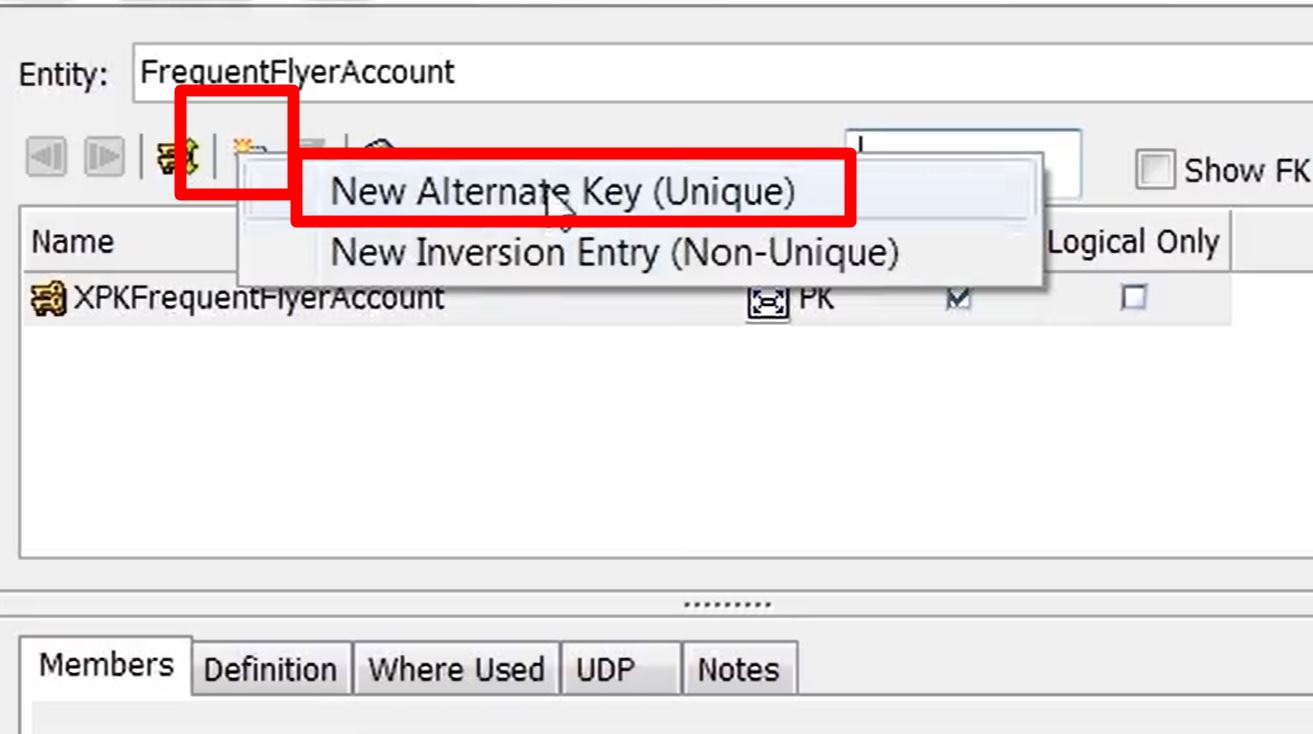 Entity: FrequentFlyerAccount
New Alternate Key (Unique)
Show FK
New Inversion Entry (Non-Unique)
Name Logical Only
XPKFrequentFlyerAccount PK
Members Definition Where Used UDP Notes